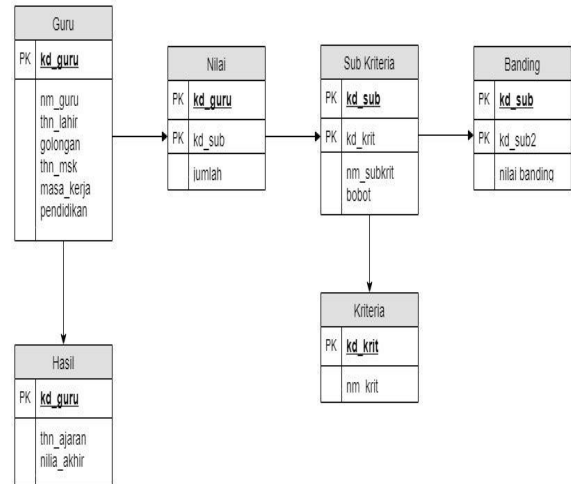 Guru
PK kd_guru
nm_guru
thn_lahir
golongan
thn_msk
masa_kerja
pendidikan
Nilai
PK kd_guru
PK kd_sub
jumlah
Sub Kriteria
PK kd_sub
PK kd_krit
nm_subkrit
bobot
Banding
PK kd_sub
PK kd_sub2
nilai banding
Kriteria
PK kd_krit
nm_krit
Hasil
PK kd_guru
thn_ajaran
nilia_akhir